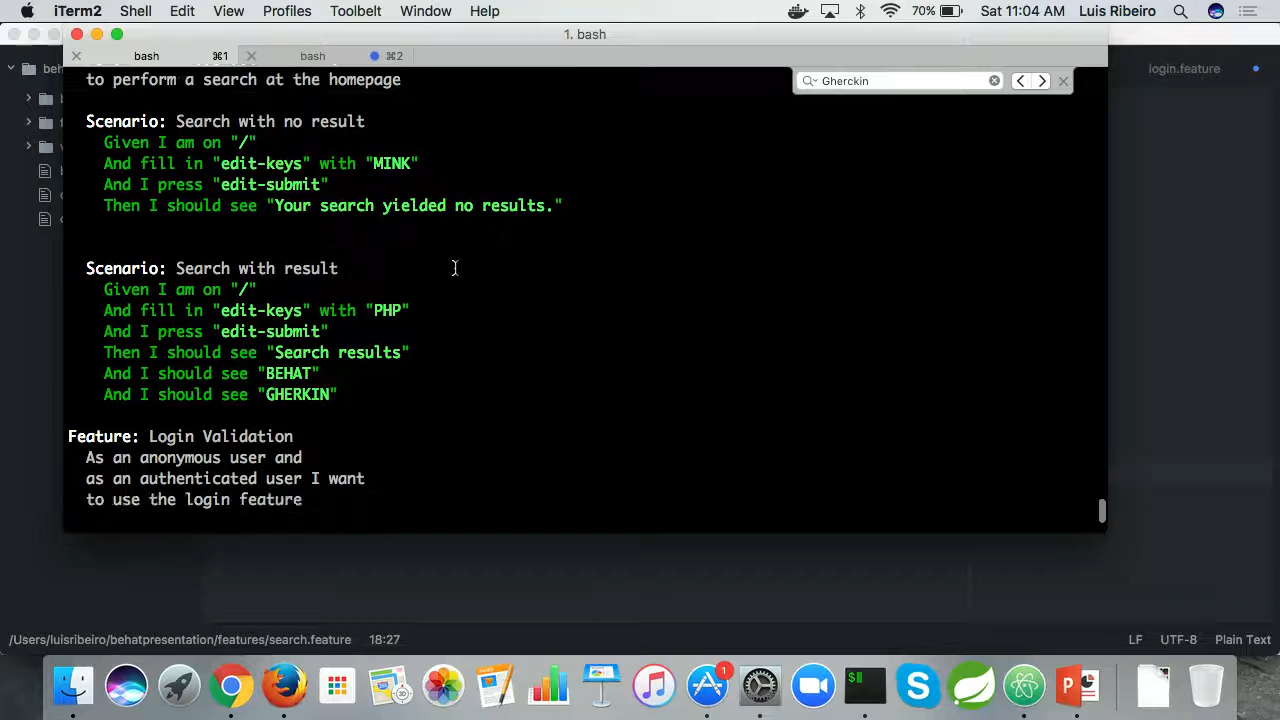 iTerm2 Shell Edit View Profiles Toolbelt Window Help 70% Sat 11:04 AM Luis Ribeiro
1. bash
bash ⌘1 bash ⌘2
login.feature
to perform a search at the homepage
Gherckin
Scenario: Search with no result
Given I am on "/"
And fill in "edit-keys" with "MINK"
And I press "edit-submit"
Then I should see "Your search yielded no results."
Scenario: Search with result
Given I am on "/"
And fill in "edit-keys" with "PHP"
And I press "edit-submit"
Then I should see "Search results"
And I should see "BEHAT"
And I should see "GHERKIN"
Feature: Login Validation
As an anonymous user and
as an authenticated user I want
to use the login feature
/Users/luisribeiro/behatpresentation/features/search.feature 18:27 LF UTF-8 Plain Text
1